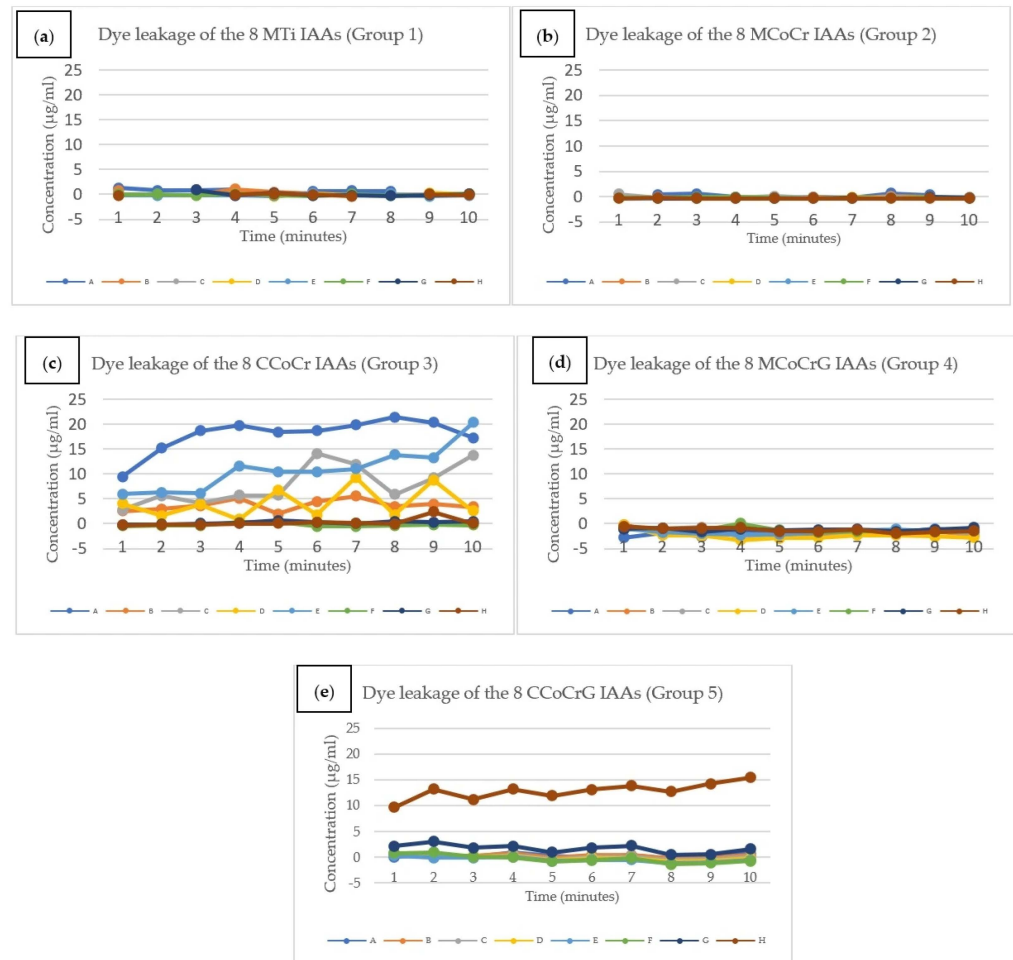 (a) Dye leakage of the 8 MTi IAAs (Group 1)
Concentration (µg/ml)
25
20
15
10
5
0
-5
1 2 3 4 5 6 7 8 9 10
Time (minutes)
A B C D E F G H
(b) Dye leakage of the 8 MCoCr IAAs (Group 2)
Concentration (µg/ml)
25
20
15
10
5
0
-5
1 2 3 4 5 6 7 8 9 10
Time (minutes)
A B C D E F G H
(c) Dye leakage of the 8 CCoCr IAAs (Group 3)
Concentration (µg/ml)
25
20
15
10
5
0
-5
1 2 3 4 5 6 7 8 9 10
Time (minutes)
A B C D E F G H
(d) Dye leakage of the 8 MCoCrG IAAs (Group 4)
Concentration (µg/ml)
25
20
15
10
5
0
-5
1 2 3 4 5 6 7 8 9 10
Time (minutes)
A B C D E F G H
(e) Dye leakage of the 8 CCoCrG IAAs (Group 5)
Concentration (µg/ml)
25
20
15
10
5
0
-5
1 2 3 4 5 6 7 8 9 10
Time (minutes)
A B C D E F G H